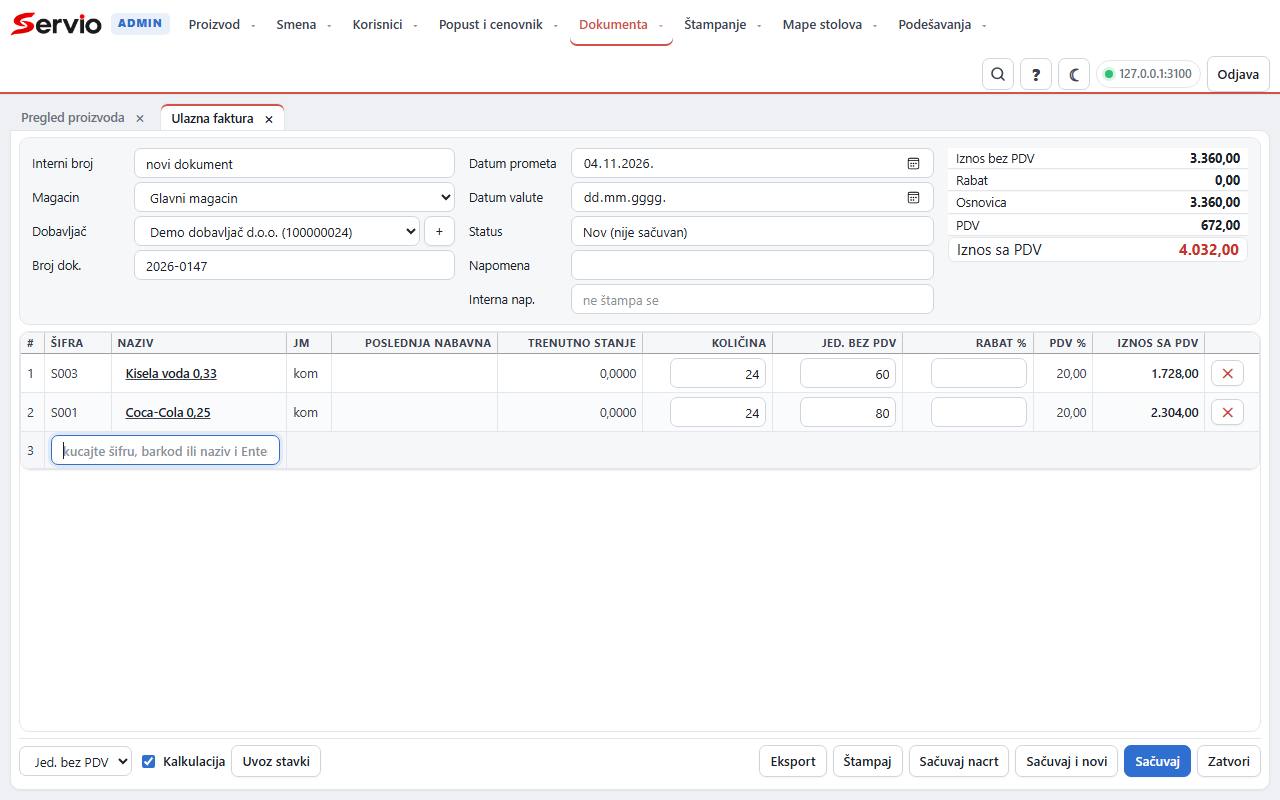 Servio ADMIN Proizvod Smena Korisnici Popust i cenovnik Dokumenta Štampanje Mape stolova Podešavanja
? 127.0.0.1:3100 Odjava
Pregled proizvoda × Ulazna faktura ×
Interni broj novi dokument Datum prometa 04.11.2026. Iznos bez PDV 3.360,00
Rabat 0,00
Magacin Glavni magacin Datum valute dd.mm.gggg. Osnovica 3.360,00
Dobavljač Demo dobavljač d.o.o. (100000024) + Status Nov (nije sačuvan) PDV 672,00
Iznos sa PDV 4.032,00
Broj dok. 2026-0147 Napomena
Interna nap. ne štampa se
# ŠIFRA NAZIV JM POSLEDNJA NABAVNA TRENUTNO STANJE KOLIČINA JED. BEZ PDV RABAT % PDV % IZNOS SA PDV
1 S003 Kisela voda 0,33 kom 0,0000 24 60 20,00 1.728,00
2 S001 Coca-Cola 0,25 kom 0,0000 24 80 20,00 2.304,00
3 kucajte šifru, barkod ili naziv i Ente
Jed. bez PDV Kalkulacija Uvoz stavki Eksport Štampaj Sačuvaj nacrt Sačuvaj i novi Sačuvaj Zatvori